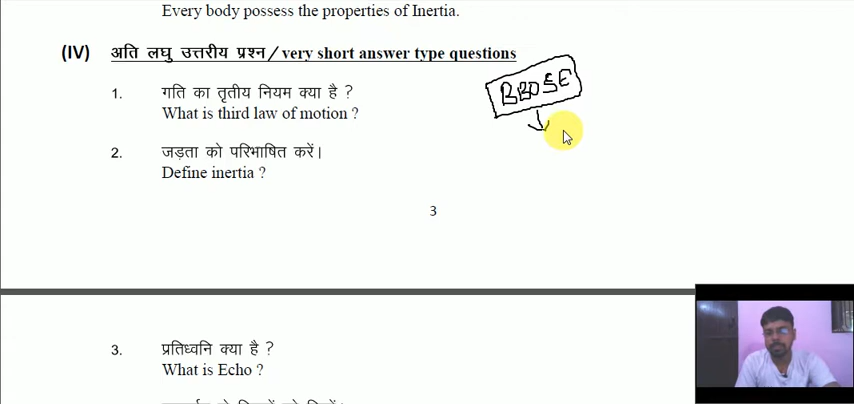 Every body possess the properties of Inertia.
(IV) अति लघु उत्तरीय प्रश्न / very short answer type questions
BBOSE
1. गति का तृतीय नियम क्या है ?
What is third law of motion ?
2. जड़ता को परिभाषित करें।
Define inertia ?
3
3. प्रतिध्वनि क्या है ?
What is Echo ?